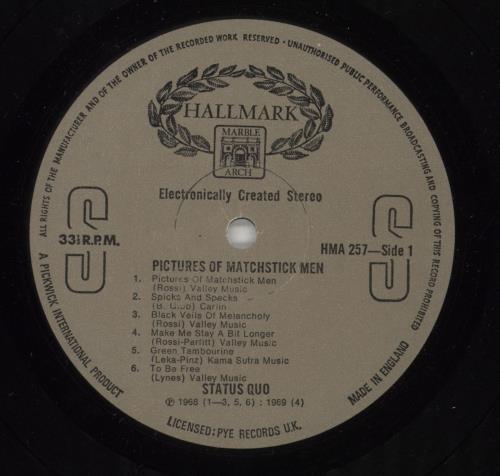 ALL RIGHTS OF THE MANUFACTURER AND OF THE OWNER OF THE RECORDED WORK RESERVED - UNAUTHORISED PUBLIC PERFORMANCE BROADCASTING AND COPYING OF THIS RECORD PROHIBITED
HALLMARK
MARBLE
ARCH
Electronically Created Stereo
33⅓ R.P.M.
HMA 257—Side 1
PICTURES OF MATCHSTICK MEN
1. Pictures Of Matchstick Men
(Rossi) Valley Music
2. Spicks And Specks
(B. Gibb) Carlin
3. Black Veils Of Melancholy
(Rossi) Valley Music
4. Make Me Stay A Bit Longer
(Rossi-Parfitt) Valley Music
5. Green Tambourine
(Leka-Pinz) Kama Sutra Music
6. To Be Free
(Lynes) Valley Music
STATUS QUO
℗ 1968 (1—3, 5, 6) : 1969 (4)
LICENSED: PYE RECORDS U.K.
A PICKWICK INTERNATIONAL PRODUCT
MADE IN ENGLAND